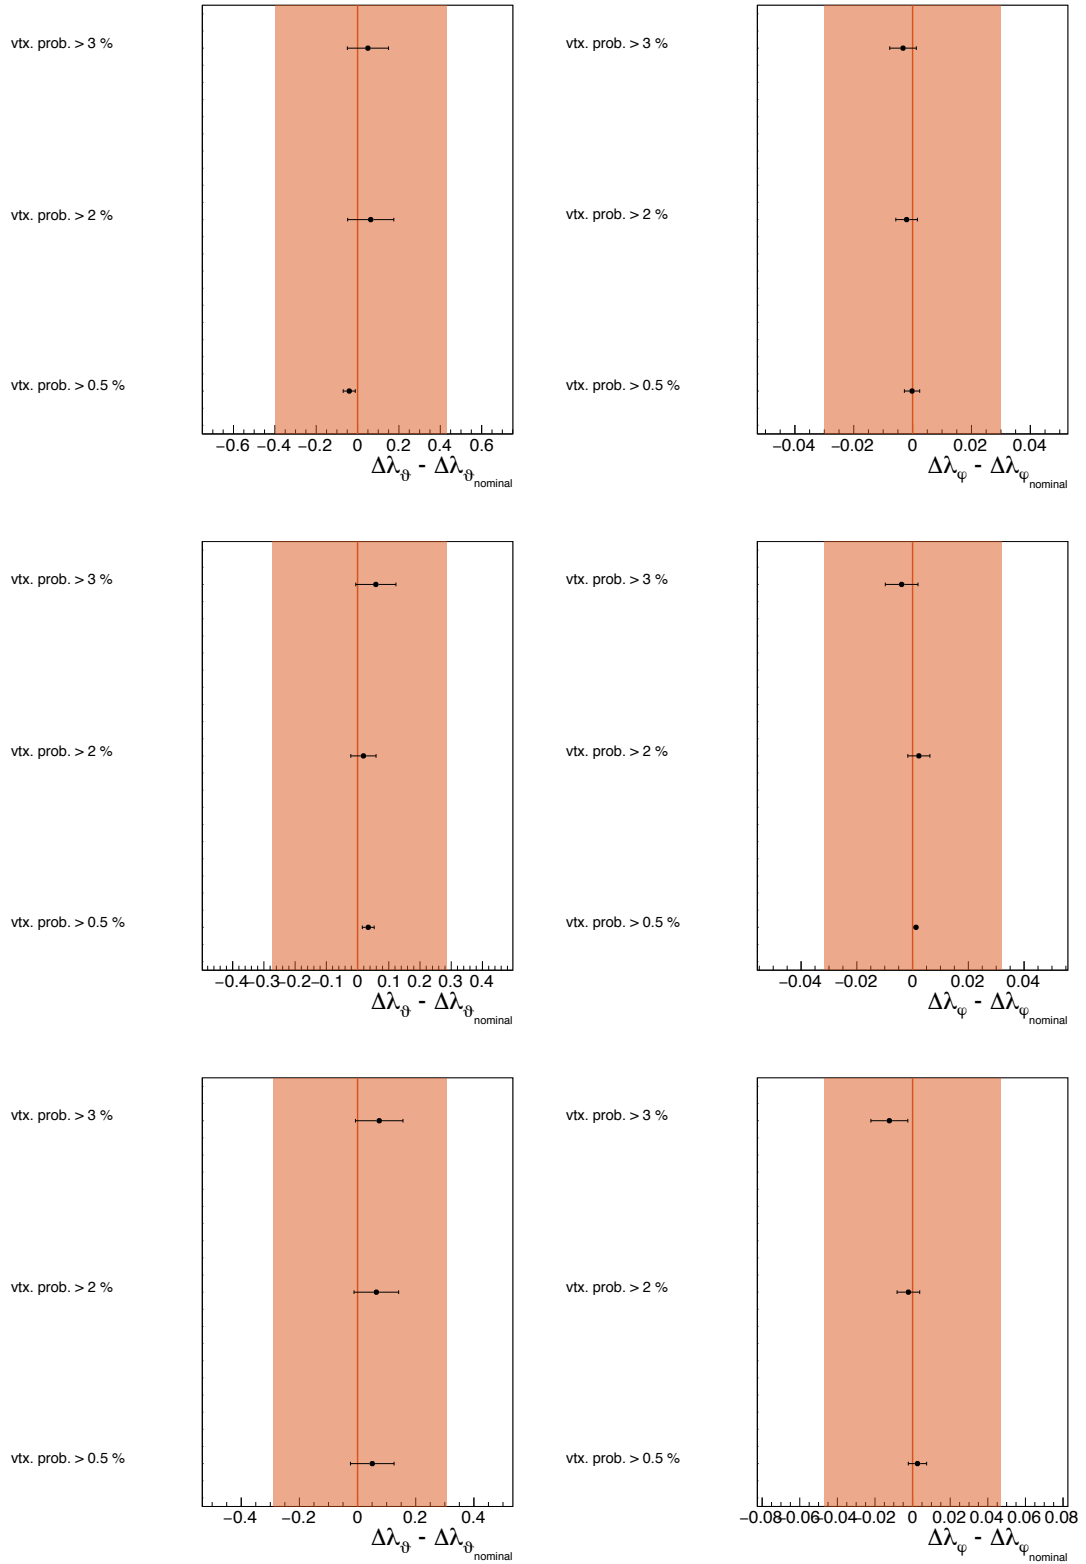 vtx. prob. > 3 %
vtx. prob. > 2 %
vtx. prob. > 0.5 %
−0.6 −0.4 −0.2 0 0.2 0.4 0.6
Δλϑ - Δλϑnominal
vtx. prob. > 3 %
vtx. prob. > 2 %
vtx. prob. > 0.5 %
−0.04 −0.02 0 0.02 0.04
Δλφ - Δλφnominal
vtx. prob. > 3 %
vtx. prob. > 2 %
vtx. prob. > 0.5 %
−0.4 −0.3 −0.2 −0.1 0 0.1 0.2 0.3 0.4
Δλϑ - Δλϑnominal
vtx. prob. > 3 %
vtx. prob. > 2 %
vtx. prob. > 0.5 %
−0.04 −0.02 0 0.02 0.04
Δλφ - Δλφnominal
vtx. prob. > 3 %
vtx. prob. > 2 %
vtx. prob. > 0.5 %
−0.4 −0.2 0 0.2 0.4
Δλϑ - Δλϑnominal
vtx. prob. > 3 %
vtx. prob. > 2 %
vtx. prob. > 0.5 %
−0.08 −0.06 −0.04 −0.02 0 0.02 0.04 0.06 0.08
Δλφ - Δλφnominal